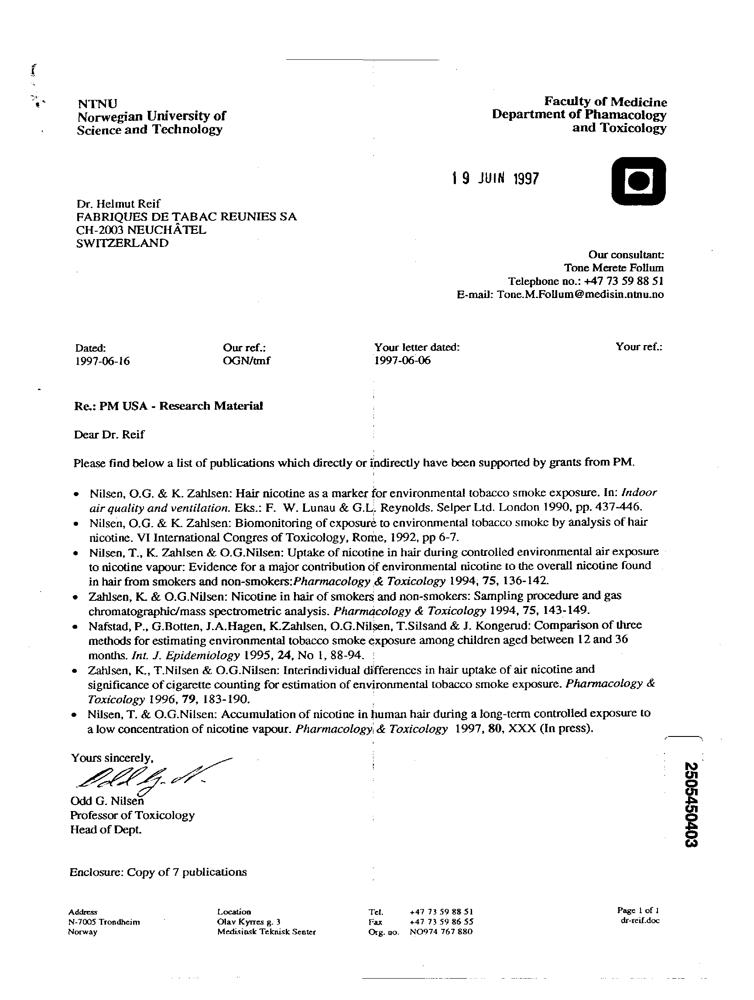 NTNU
Norwegian University of
Science and Technology
Faculty of Medicine
Department of Phamacology
and Toxicology
19 JUIN 1997
Dr. Helmut Reif
FABRIQUES DE TABAC REUNIES SA
CH-2003 NEUCHÂTEL
SWITZERLAND
Our consultant:
Tone Merete Follum
Telephone no.: +47 73 59 88 51
E-mail: Tone.M.Follum@medisin.ntnu.no
Dated: Our ref.: Your letter dated: Your ref.:
1997-06-16 OGN/tmf 1997-06-06
Re.: PM USA - Research Material
Dear Dr. Reif
Please find below a list of publications which directly or indirectly have been supported by grants from PM.
• Nilsen, O.G. & K. Zahlsen: Hair nicotine as a marker for environmental tobacco smoke exposure. In: Indoor
air quality and ventilation. Eks.: F. W. Lunau & G.L. Reynolds. Selper Ltd. London 1990, pp. 437-446.
• Nilsen, O.G. & K. Zahlsen: Biomonitoring of exposure to environmental tobacco smoke by analysis of hair
nicotine. VI International Congres of Toxicology, Rome, 1992, pp 6-7.
• Nilsen, T., K. Zahlsen & O.G.Nilsen: Uptake of nicotine in hair during controlled environmental air exposure
to nicotine vapour: Evidence for a major contribution of environmental nicotine to the overall nicotine found
in hair from smokers and non-smokers:Pharmacology & Toxicology 1994, 75, 136-142.
• Zahlsen, K. & O.G.Nilsen: Nicotine in hair of smokers and non-smokers: Sampling procedure and gas
chromatographic/mass spectrometric analysis. Pharmacology & Toxicology 1994, 75, 143-149.
• Nafstad, P., G.Botten, J.A.Hagen, K.Zahlsen, O.G.Nilsen, T.Silsand & J. Kongerud: Comparison of three
methods for estimating environmental tobacco smoke exposure among children aged between 12 and 36
months. Int. J. Epidemiology 1995, 24, No 1, 88-94.
• Zahlsen, K., T.Nilsen & O.G.Nilsen: Interindividual differences in hair uptake of air nicotine and
significance of cigarette counting for estimation of environmental tobacco smoke exposure. Pharmacology &
Toxicology 1996, 79, 183-190.
• Nilsen, T. & O.G.Nilsen: Accumulation of nicotine in human hair during a long-term controlled exposure to
a low concentration of nicotine vapour. Pharmacology & Toxicology 1997, 80, XXX (In press).
Yours sincerely,
Odd G. N.
Odd G. Nilsen
Professor of Toxicology
Head of Dept.
2505450403
Enclosure: Copy of 7 publications
Address Location Tel. +47 73 59 88 51 Page 1 of 1
N-7005 Trondheim Olav Kyrres g. 3 Fax +47 73 59 86 55 dr-reif.doc
Norway Medisinsk Teknisk Senter Org. no. NO974 767 880